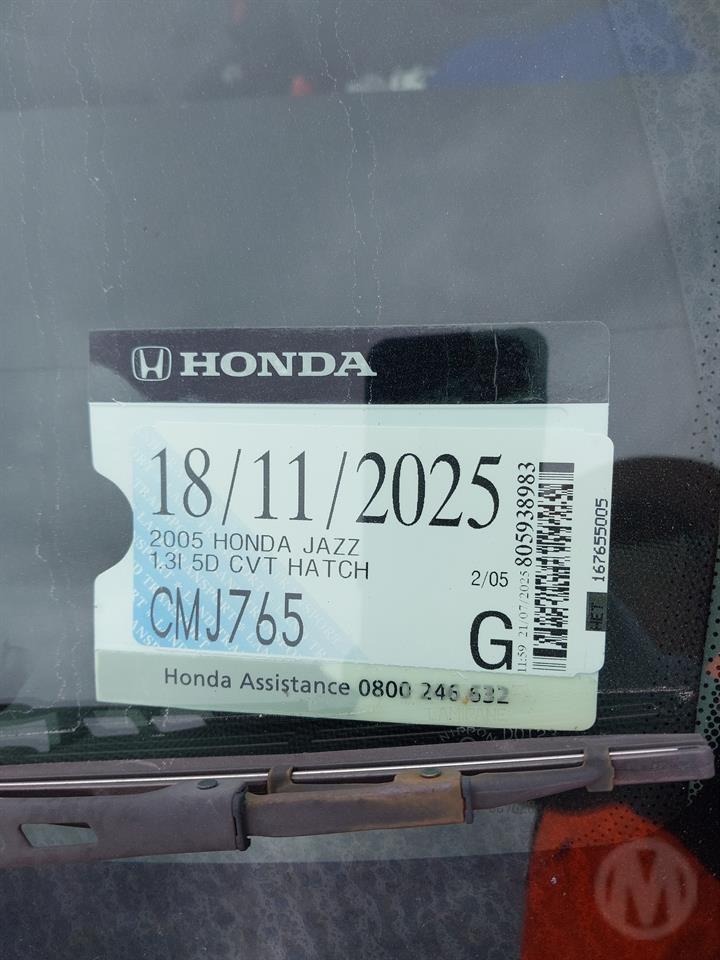 HONDA
18/11/2025
2005 HONDA JAZZ
1.3I 5D CVT HATCH
2/05
CMJ765
G
11:59 21/07/2025 805938983
WET 167655005
Honda Assistance 0800 246 632
M